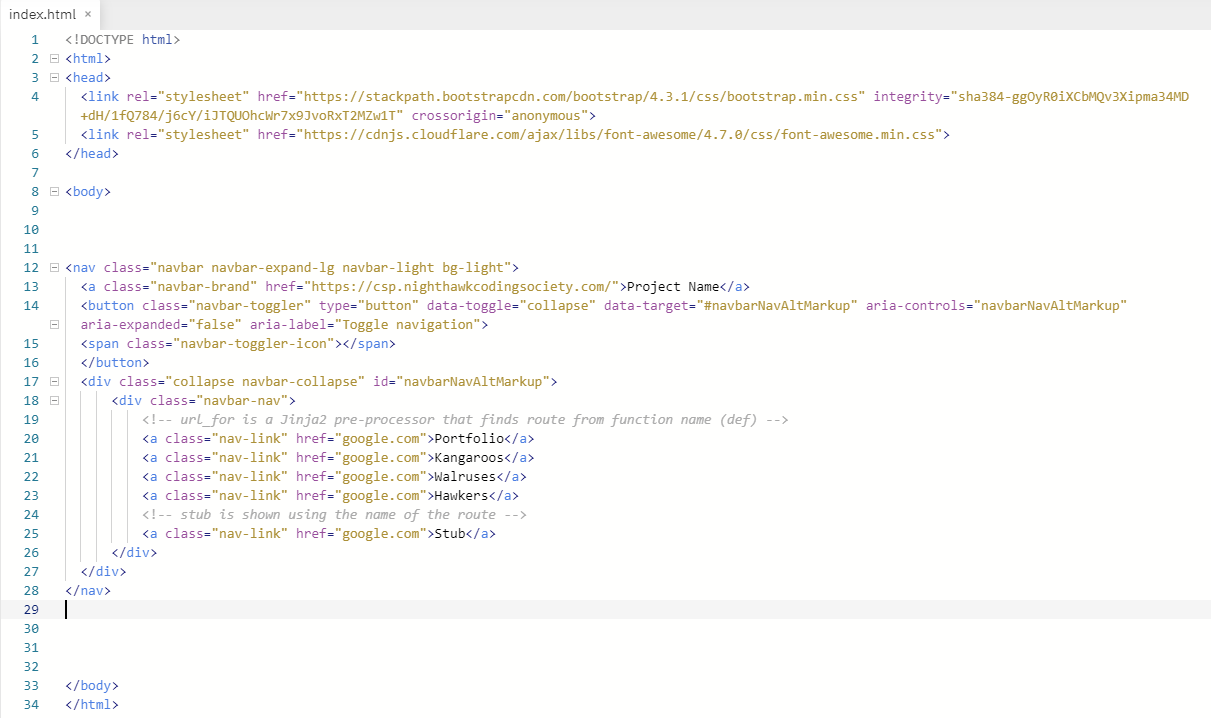 index.html ×
1 <!DOCTYPE html>
2 <html>
3 <head>
4 <link rel="stylesheet" href="https://stackpath.bootstrapcdn.com/bootstrap/4.3.1/css/bootstrap.min.css" integrity="sha384-ggOyR0iXCbMQv3Xipma34MD
+dH/1fQ784/j6cY/iJTQUOhcWr7x9JvoRxT2MZw1T" crossorigin="anonymous">
5 <link rel="stylesheet" href="https://cdnjs.cloudflare.com/ajax/libs/font-awesome/4.7.0/css/font-awesome.min.css">
6 </head>
7
8 <body>
9
10
11
12 <nav class="navbar navbar-expand-lg navbar-light bg-light">
13 <a class="navbar-brand" href="https://csp.nighthawkcodingsociety.com/">Project Name</a>
14 <button class="navbar-toggler" type="button" data-toggle="collapse" data-target="#navbarNavAltMarkup" aria-controls="navbarNavAltMarkup"
aria-expanded="false" aria-label="Toggle navigation">
15 <span class="navbar-toggler-icon"></span>
16 </button>
17 <div class="collapse navbar-collapse" id="navbarNavAltMarkup">
18 <div class="navbar-nav">
19 <!-- url_for is a Jinja2 pre-processor that finds route from function name (def) -->
20 <a class="nav-link" href="google.com">Portfolio</a>
21 <a class="nav-link" href="google.com">Kangaroos</a>
22 <a class="nav-link" href="google.com">Walruses</a>
23 <a class="nav-link" href="google.com">Hawkers</a>
24 <!-- stub is shown using the name of the route -->
25 <a class="nav-link" href="google.com">Stub</a>
26 </div>
27 </div>
28 </nav>
29
30
31
32
33 </body>
34 </html>